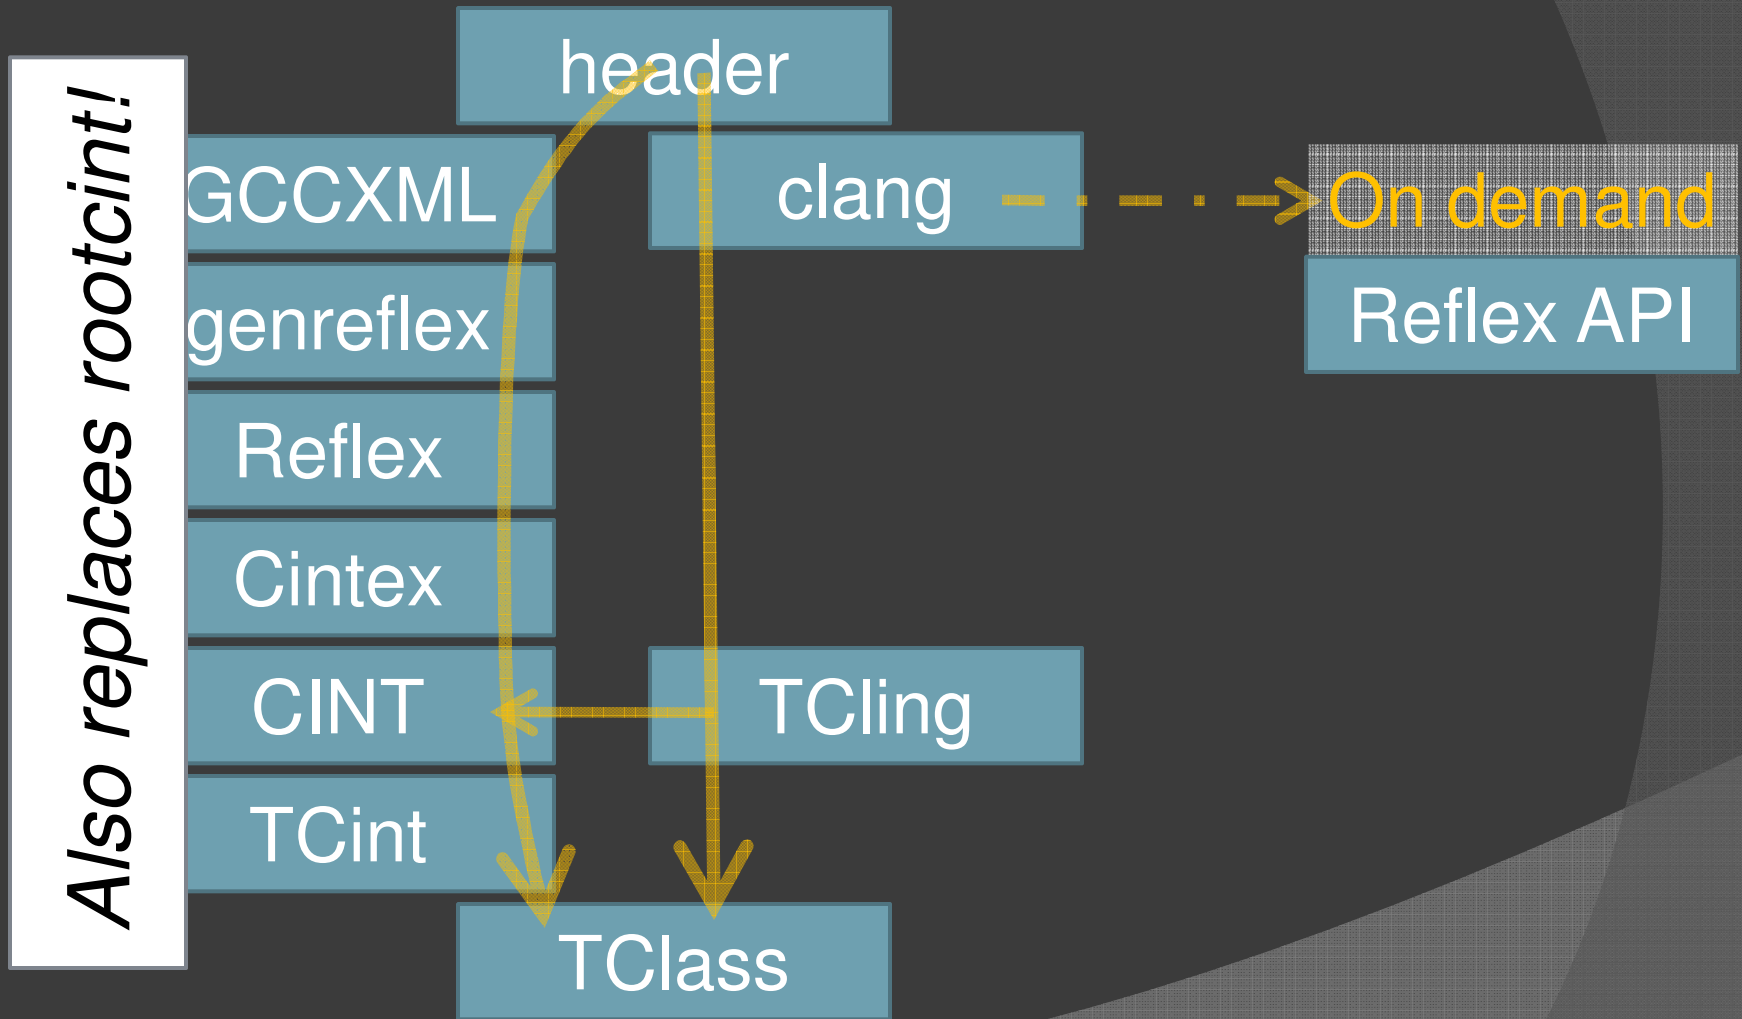 header
Also replaces rootcint!
GCCXML
clang
On demand
genreflex
Reflex API
Reflex
Cintex
CINT
TCling
TCint
TClass